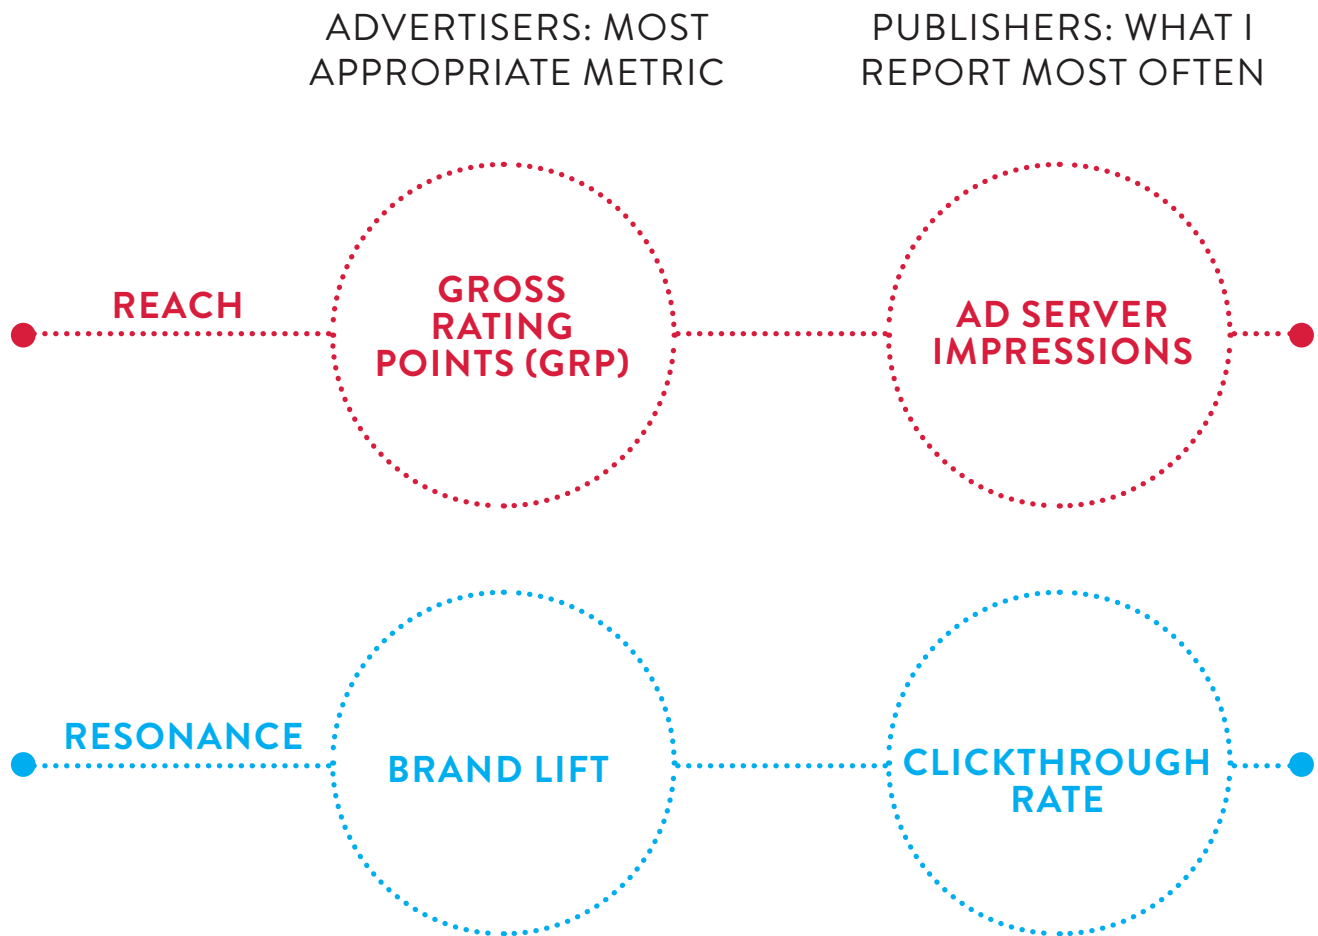 ADVERTISERS: MOST
APPROPRIATE METRIC
PUBLISHERS: WHAT I
REPORT MOST OFTEN
REACH
GROSS
RATING
POINTS (GRP)
AD SERVER
IMPRESSIONS
RESONANCE
BRAND LIFT
CLICKTHROUGH
RATE